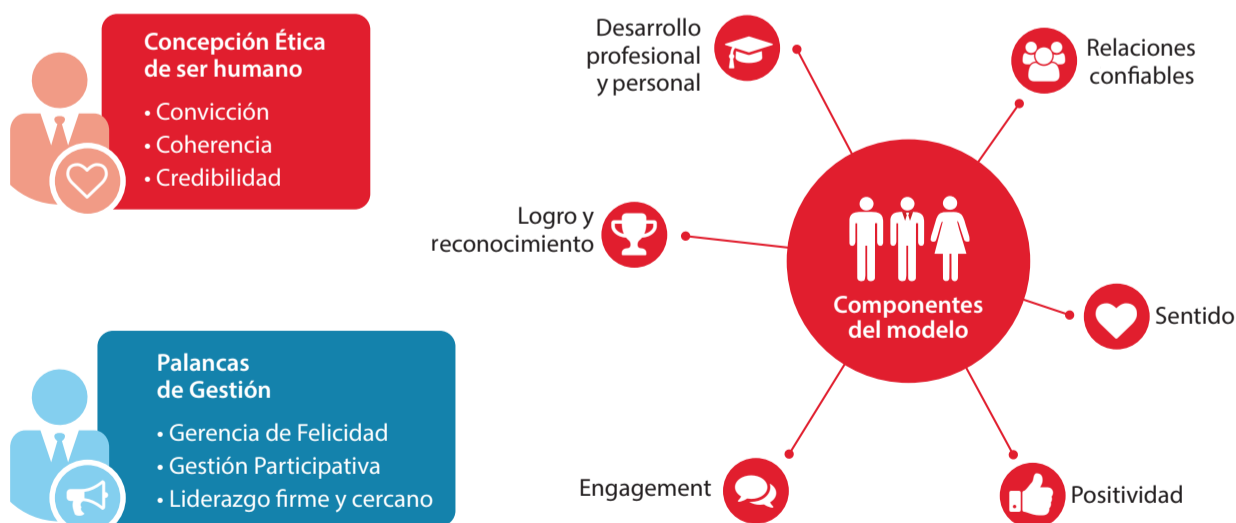 Concepción Ética
de ser humano
• Convicción
• Coherencia
• Credibilidad
Palancas
de Gestión
• Gerencia de Felicidad
• Gestión Participativa
• Liderazgo firme y cercano
Desarrollo
profesional
y personal
Relaciones
confiables
Logro y
reconocimiento
Componentes
del modelo
Sentido
Engagement
Positividad